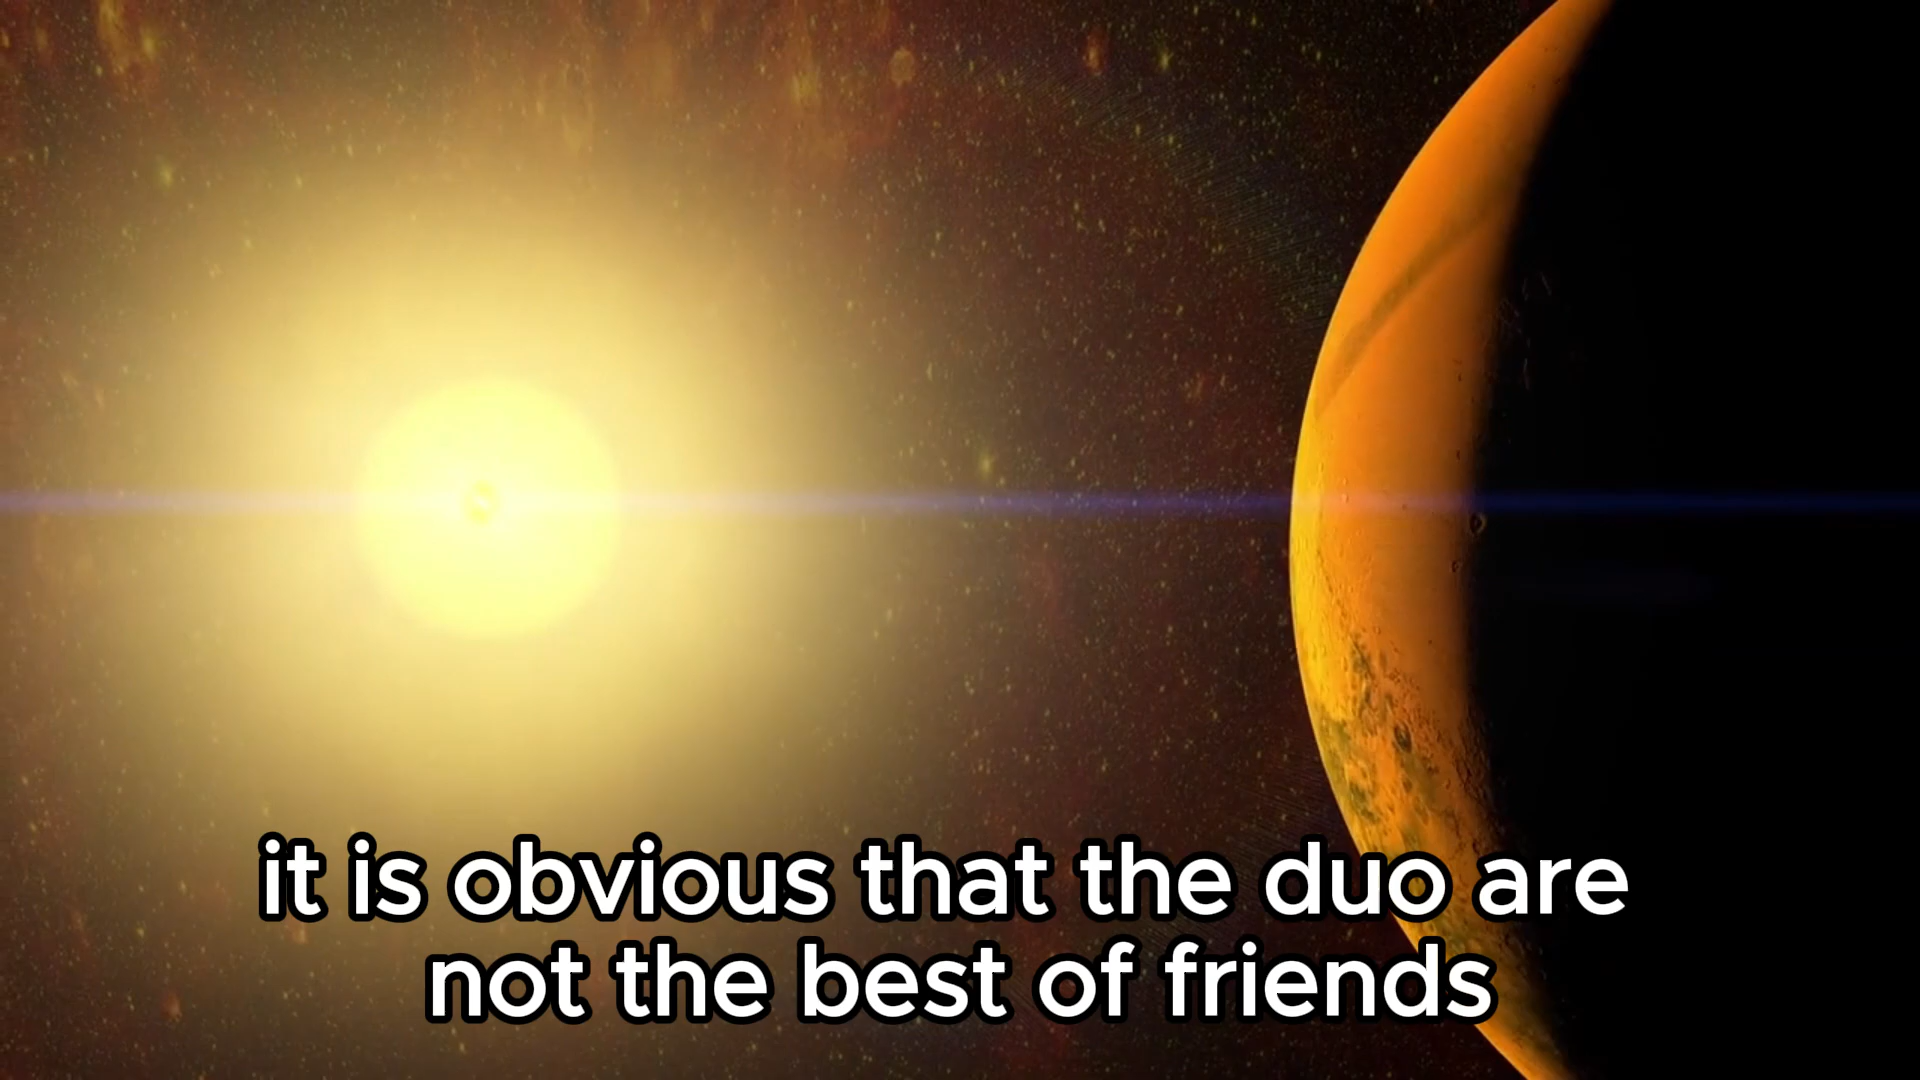 it is obvious that the duo are
not the best of friends